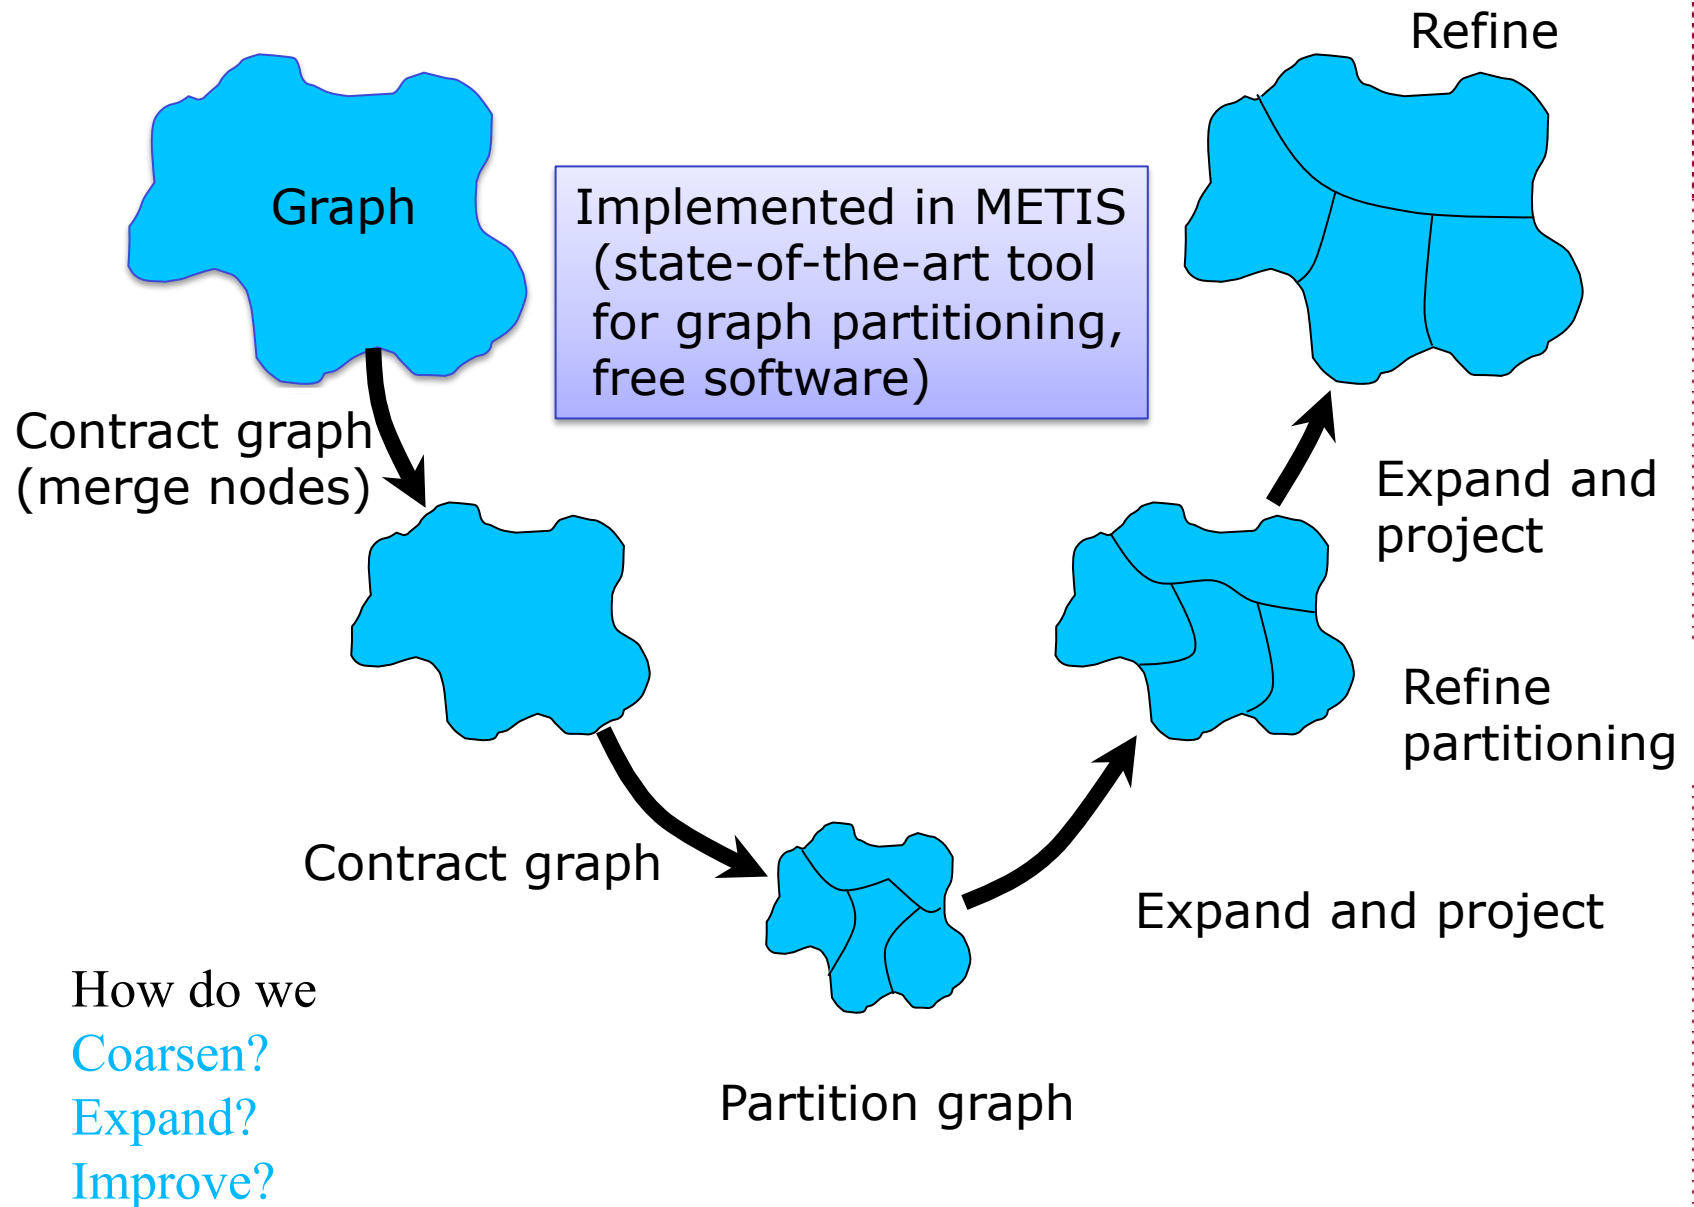 Refine
Graph
Implemented in METIS
(state-of-the-art tool
for graph partitioning,
free software)
Contract graph
(merge nodes)
Expand and
project
Refine
partitioning
Contract graph
Expand and project
How do we
Coarsen?
Expand?
Improve?
Partition graph